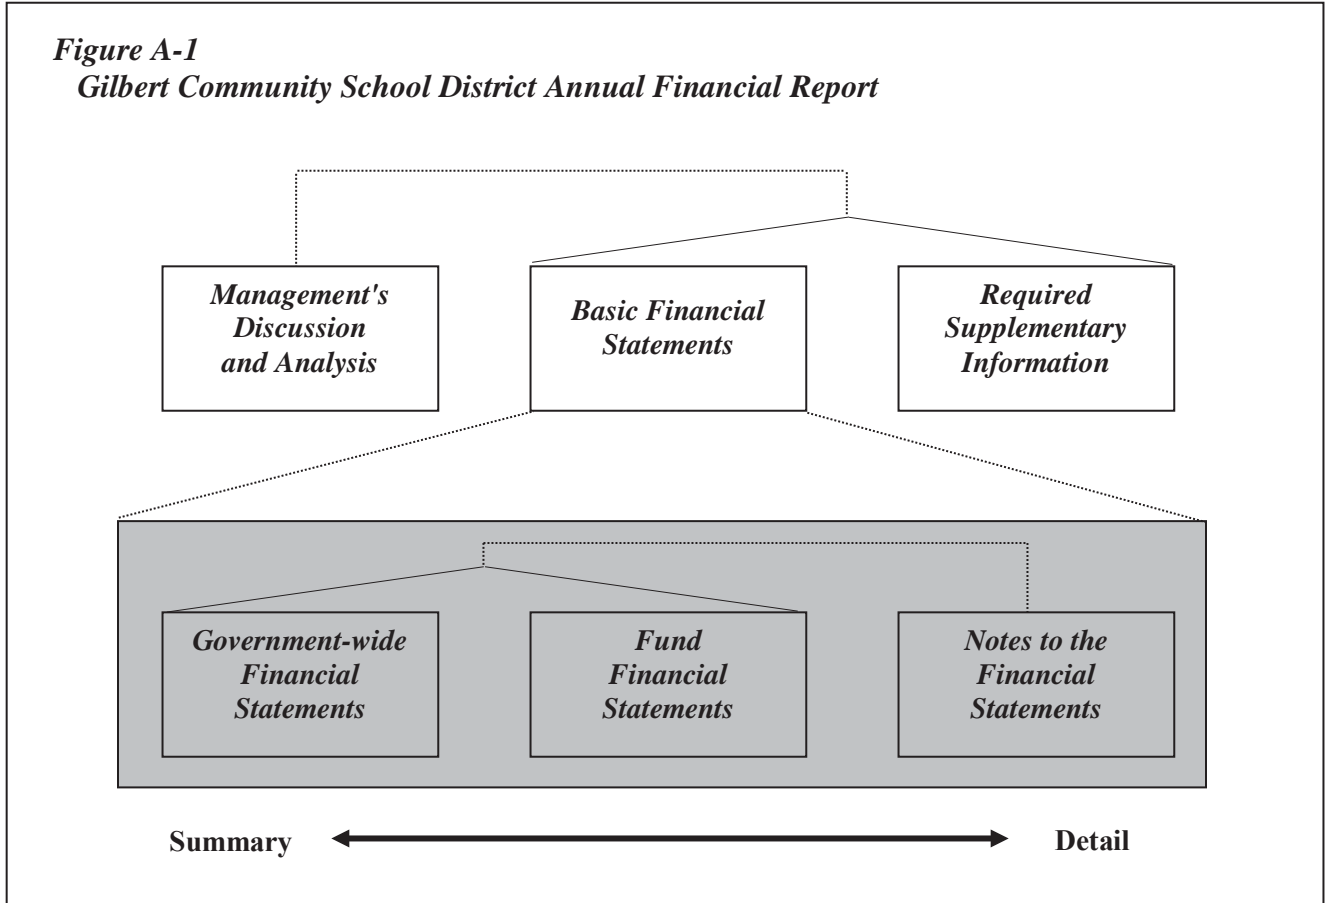 Figure A-1
Gilbert Community School District Annual Financial Report
Management's
Discussion
and Analysis
Basic Financial
Statements
Required
Supplementary
Information
Government-wide
Financial
Statements
Fund
Financial
Statements
Notes to the
Financial
Statements
Summary
Detail